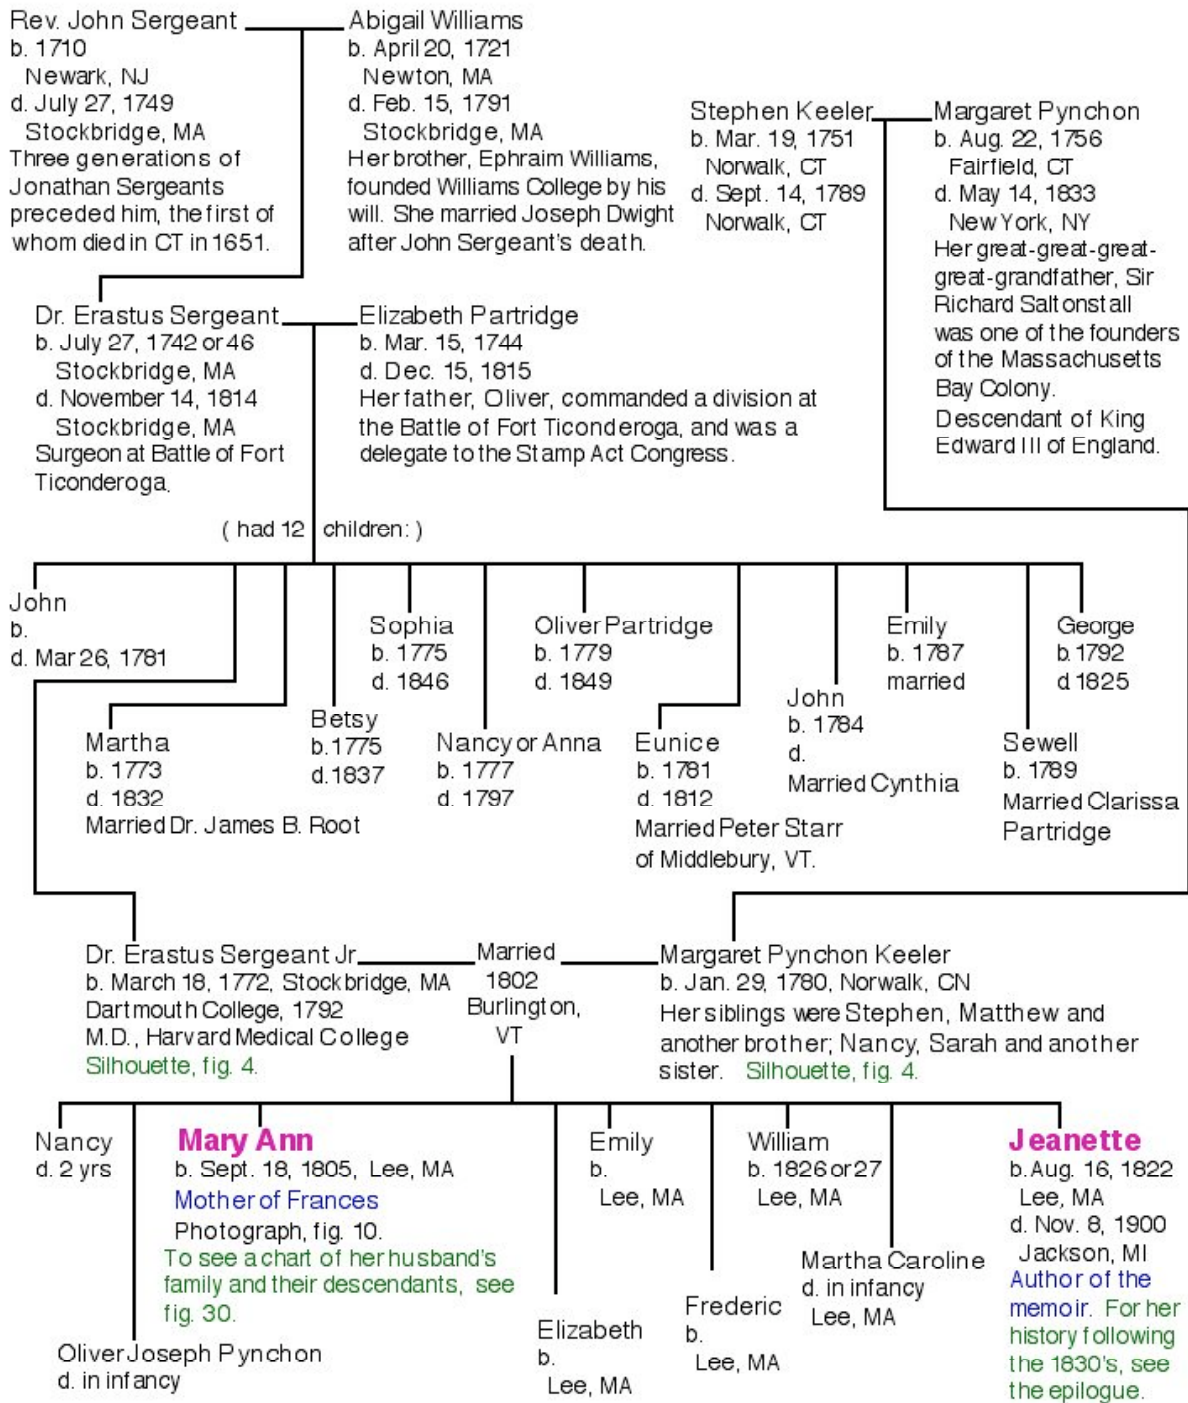 Rev. John Sergeant
b. 1710
Newark, NJ
d. July 27, 1749
Stockbridge, MA
Three generations of
Jonathan Sergeants
preceded him, the first of
whom died in CT in 1651.
Abigail Williams
b. April 20, 1721
Newton, MA
d. Feb. 15, 1791
Stockbridge, MA
Her brother, Ephraim Williams,
founded Williams College by his
will. She married Joseph Dwight
after John Sergeant's death.
Stephen Keeler
b. Mar. 19, 1751
Norwalk, CT
d. Sept. 14, 1789
Norwalk, CT
Margaret Pynchon
b. Aug. 22, 1756
Fairfield, CT
d. May 14, 1833
New York, NY
Her great-great-great-
great-grandfather, Sir
Richard Saltonstall
was one of the founders
of the Massachusetts
Bay Colony.
Descendant of King
Edward III of England.
Dr. Erastus Sergeant
b. July 27, 1742 or 46
Stockbridge, MA
d. November 14, 1814
Stockbridge, MA
Surgeon at Battle of Fort
Ticonderoga.
Elizabeth Partridge
b. Mar. 15, 1744
d. Dec. 15, 1815
Her father, Oliver, commanded a division at
the Battle of Fort Ticonderoga, and was a
delegate to the Stamp Act Congress.
( had 12 children: )
John
b.
d. Mar 26, 1781
Martha
b. 1773
d. 1832
Married Dr. James B. Root
Betsy
b. 1775
d. 1837
Sophia
b. 1775
d. 1846
Nancy or Anna
b. 1777
d. 1797
Oliver Partridge
b. 1779
d. 1849
Eunice
b. 1781
d. 1812
Married Peter Starr
of Middlebury, VT.
John
b. 1784
d.
Married Cynthia
Emily
b. 1787
married
Sewell
b. 1789
Married Clarissa
Partridge
George
b. 1792
d 1825
Dr. Erastus Sergeant Jr
b. March 18, 1772, Stockbridge, MA
Dartmouth College, 1792
M.D., Harvard Medical College
Silhouette, fig. 4.
Married
1802
Burlington,
VT
Margaret Pynchon Keeler
b. Jan. 29, 1780, Norwalk, CN
Her siblings were Stephen, Matthew and
another brother; Nancy, Sarah and another
sister. Silhouette, fig. 4.
Nancy
d. 2 yrs
Oliver Joseph Pynchon
d. in infancy
Mary Ann
b. Sept. 18, 1805, Lee, MA
Mother of Frances
Photograph, fig. 10.
To see a chart of her husband's
family and their descendants, see
fig. 30.
Elizabeth
b.
Lee, MA
Emily
b.
Lee, MA
Frederic
b.
Lee, MA
William
b. 1826 or 27
Lee, MA
Martha Caroline
d. in infancy
Lee, MA
Jeanette
b. Aug. 16, 1822
Lee, MA
d. Nov. 8, 1900
Jackson, MI
Author of the
memoir. For her
history following
the 1830's, see
the epilogue.